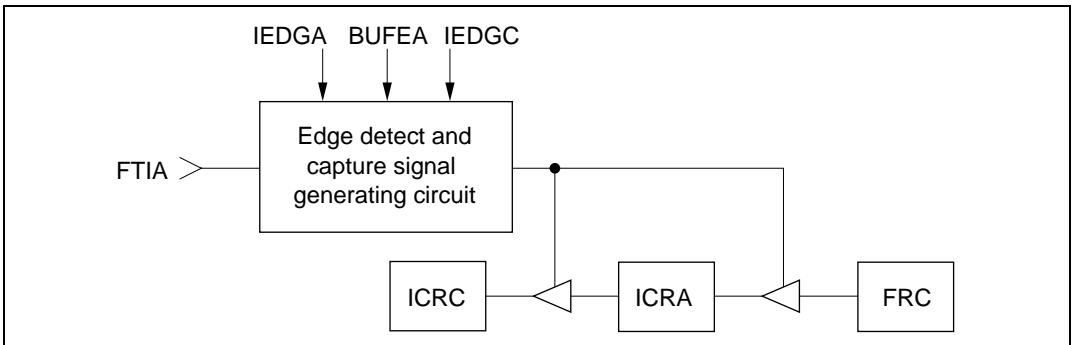 IEDGA BUFEA IEDGC
FTIA
Edge detect and
capture signal
generating circuit
ICRC ICRA FRC